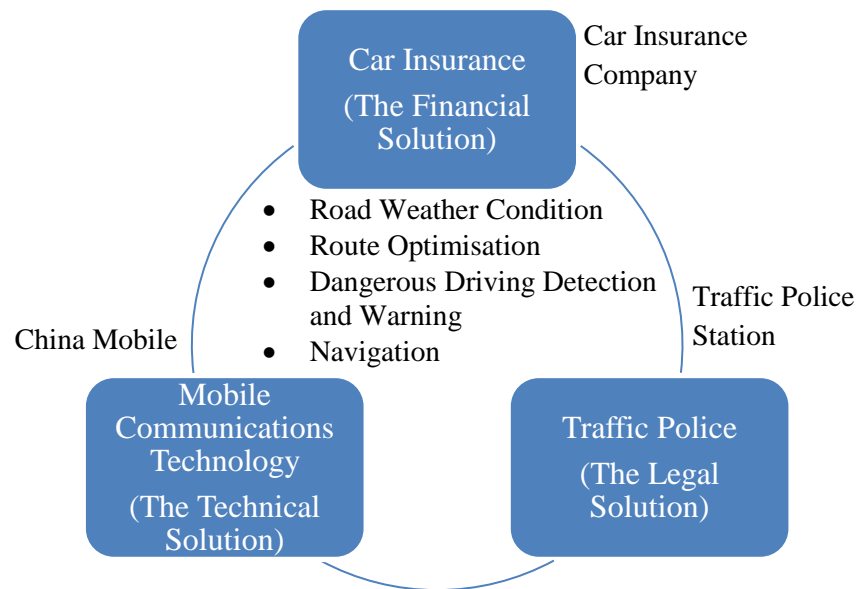 Car Insurance
(The Financial
Solution)
Car Insurance
Company
• Road Weather Condition
• Route Optimisation
• Dangerous Driving Detection
and Warning
• Navigation
China Mobile
Traffic Police
Station
Mobile
Communications
Technology
(The Technical
Solution)
Traffic Police
(The Legal
Solution)